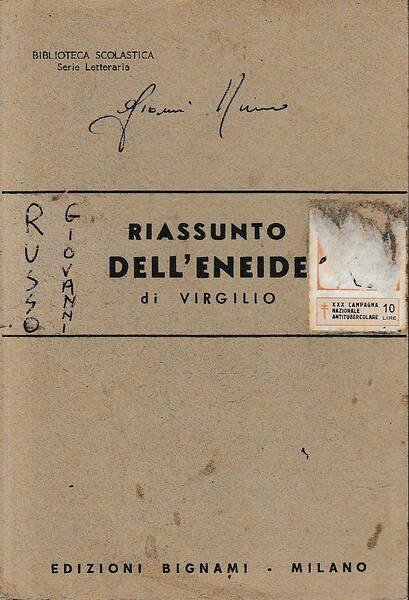 BIBLIOTECA SCOLASTICA
Serie Letteraria
RUSSO
GIOVANNI
RIASSUNTO
DELL'ENEIDE
di VIRGILIO
XXX CAMPAGNA
NAZIONALE
ANTITUBERCOLARE
10
LIRE
EDIZIONI BIGNAMI - MILANO